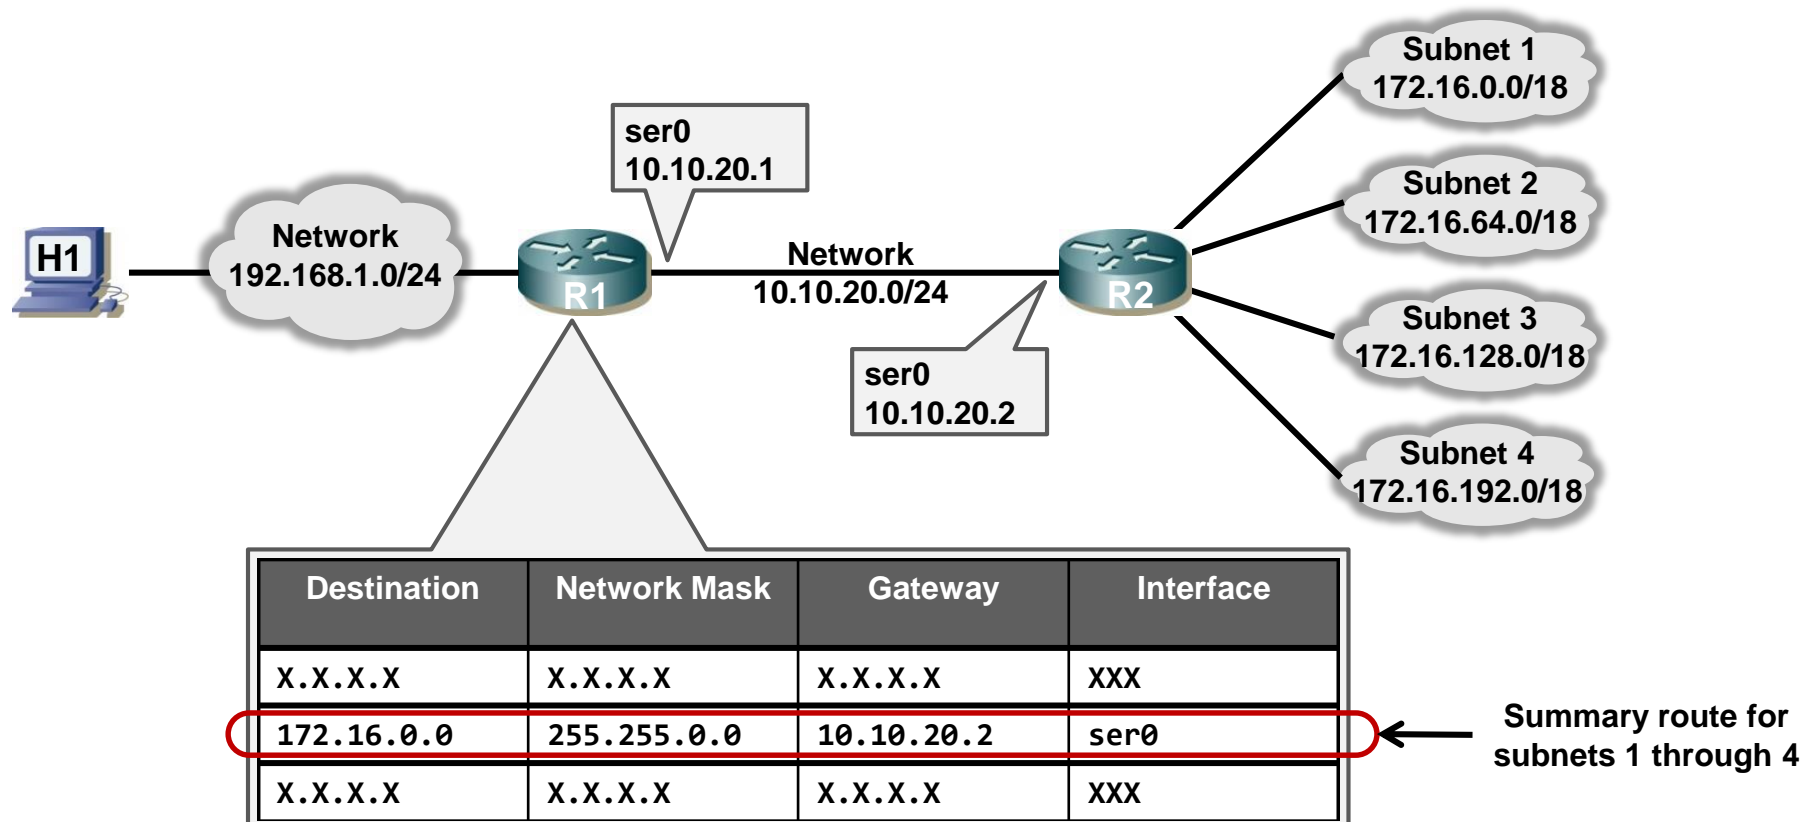 Subnet 1
172.16.0.0/18
ser0
10.10.20.1
Subnet 2
172.16.64.0/18
H1
Network
192.168.1.0/24
R1
Network
10.10.20.0/24
R2
Subnet 3
172.16.128.0/18
ser0
10.10.20.2
Subnet 4
172.16.192.0/18
Destination Network Mask Gateway Interface
X.X.X.X X.X.X.X X.X.X.X XXX
172.16.0.0 255.255.0.0 10.10.20.2 ser0
X.X.X.X X.X.X.X X.X.X.X XXX
Summary route for
subnets 1 through 4